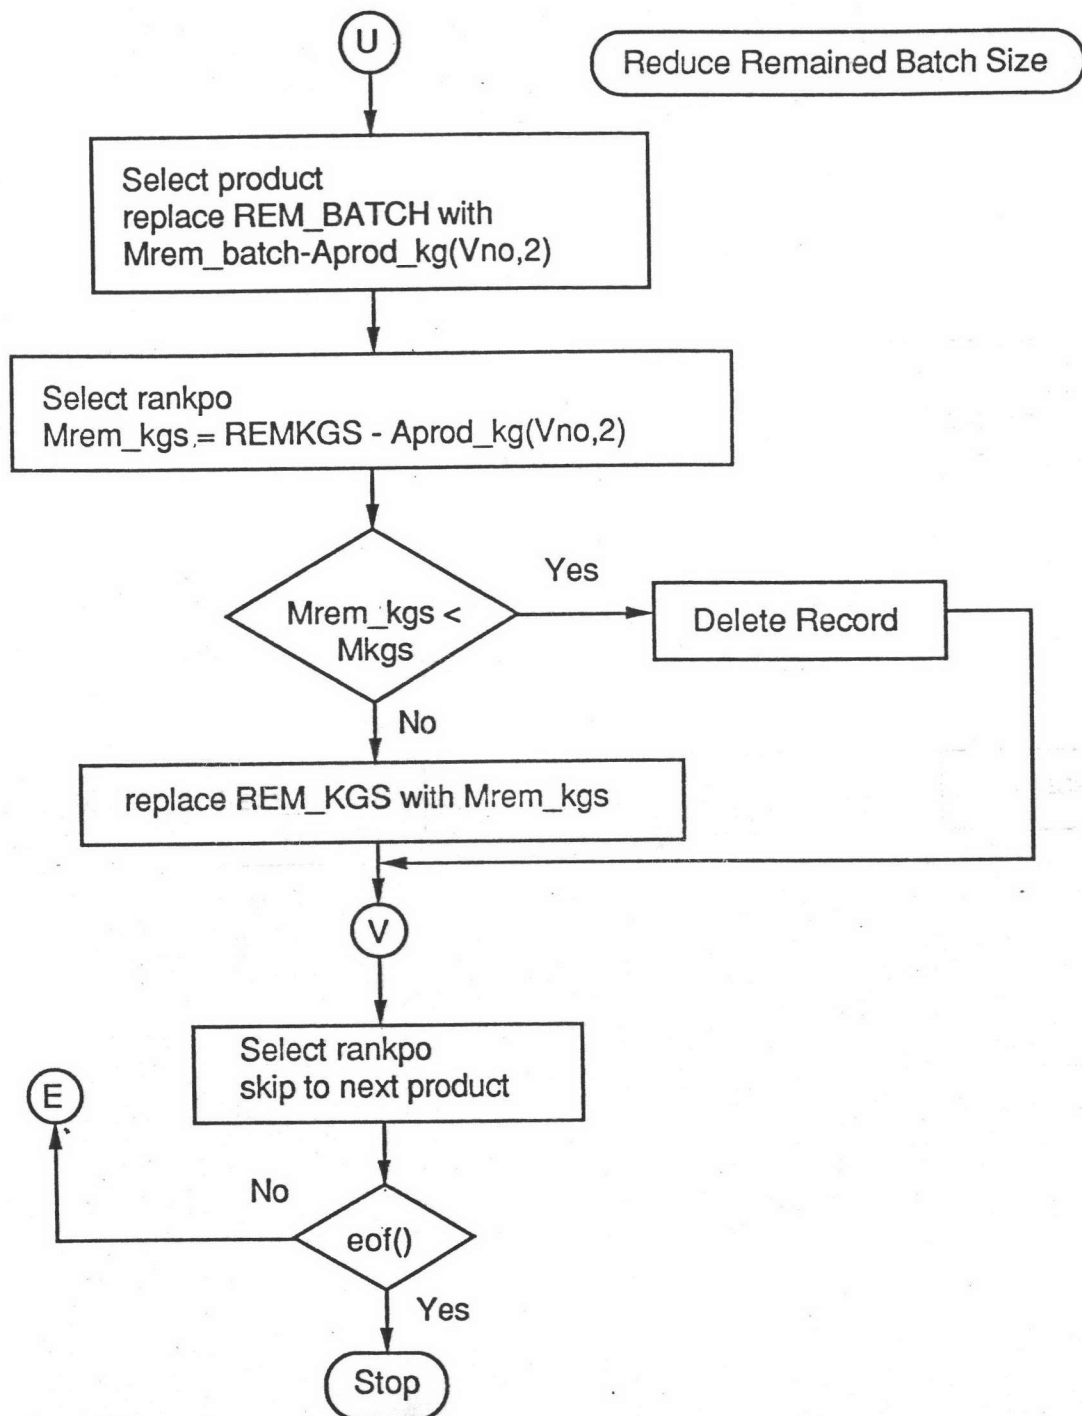 U
Reduce Remained Batch Size
Select product
replace REM_BATCH with
Mrem_batch-Aprod_kg(Vno,2)
Select rankpo
Mrem_kgs = REMKGS - Aprod_kg(Vno,2)
Mrem_kgs <
Mkgs
Yes
Delete Record
No
replace REM_KGS with Mrem_kgs
V
Select rankpo
skip to next product
E
No
eof()
Yes
Stop